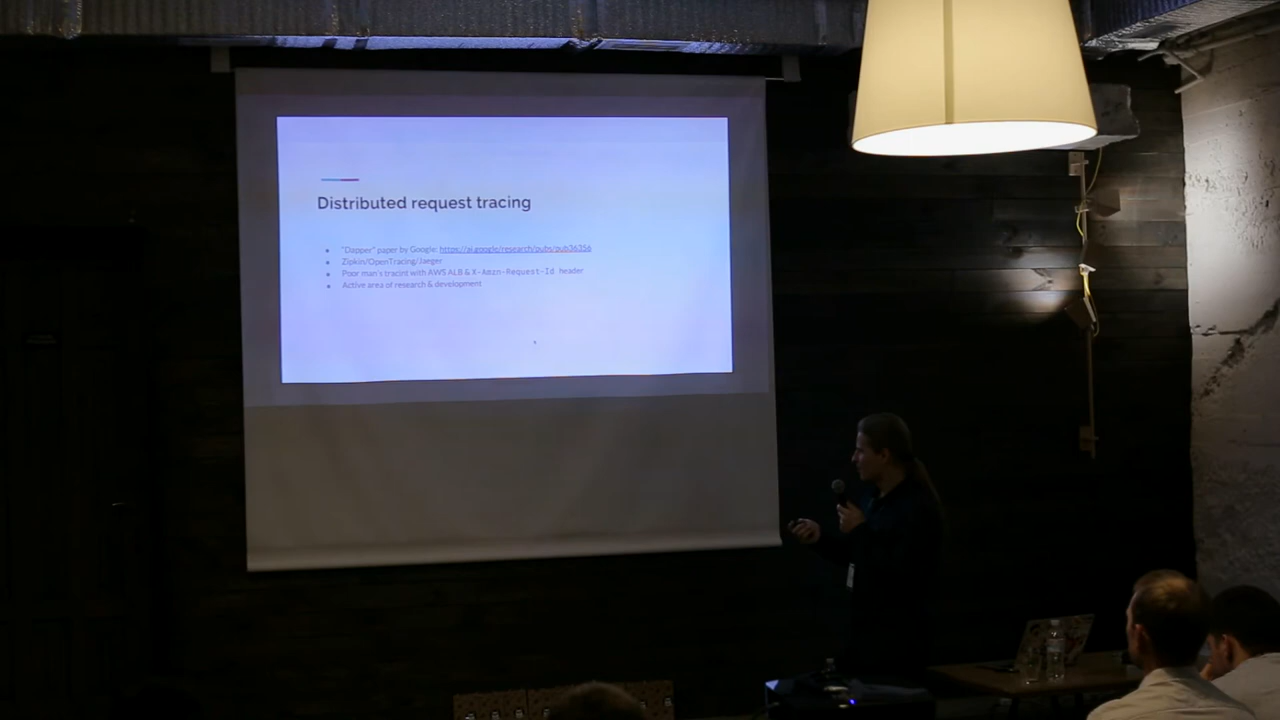 Distributed request tracing
"Dapper" paper by Google: https://ai.google/research/pubs/pub36356
Zipkin/OpenTracing/Jaeger
Poor man's tracint with AWS ALB & X-Amzn-Request-Id header
Active area of research & development